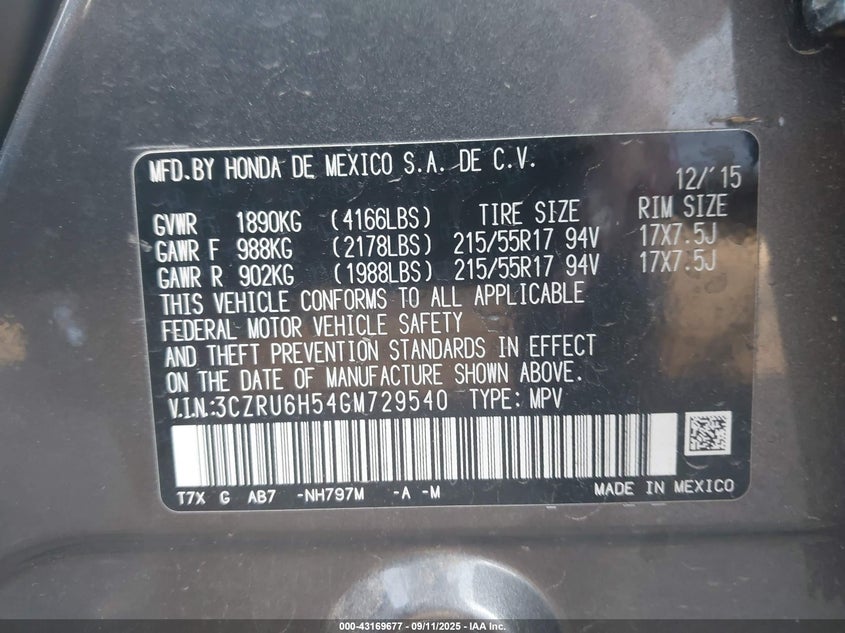 MFD.BY HONDA DE MEXICO S.A. DE C.V.
12/'15
GVWR 1890KG (4166LBS) TIRE SIZE RIM SIZE
GAWR F 988KG (2178LBS) 215/55R17 94V 17X7.5J
GAWR R 902KG (1988LBS) 215/55R17 94V 17X7.5J
THIS VEHICLE CONFORMS TO ALL APPLICABLE
FEDERAL MOTOR VEHICLE SAFETY
AND THEFT PREVENTION STANDARDS IN EFFECT
ON THE DATE OF MANUFACTURE SHOWN ABOVE.
V.I.N.:3CZRU6H54GM729540 TYPE: MPV
T7X G AB7 -NH797M -A -M MADE IN MEXICO
000-43169677 - 09/11/2025 - IAA Inc.